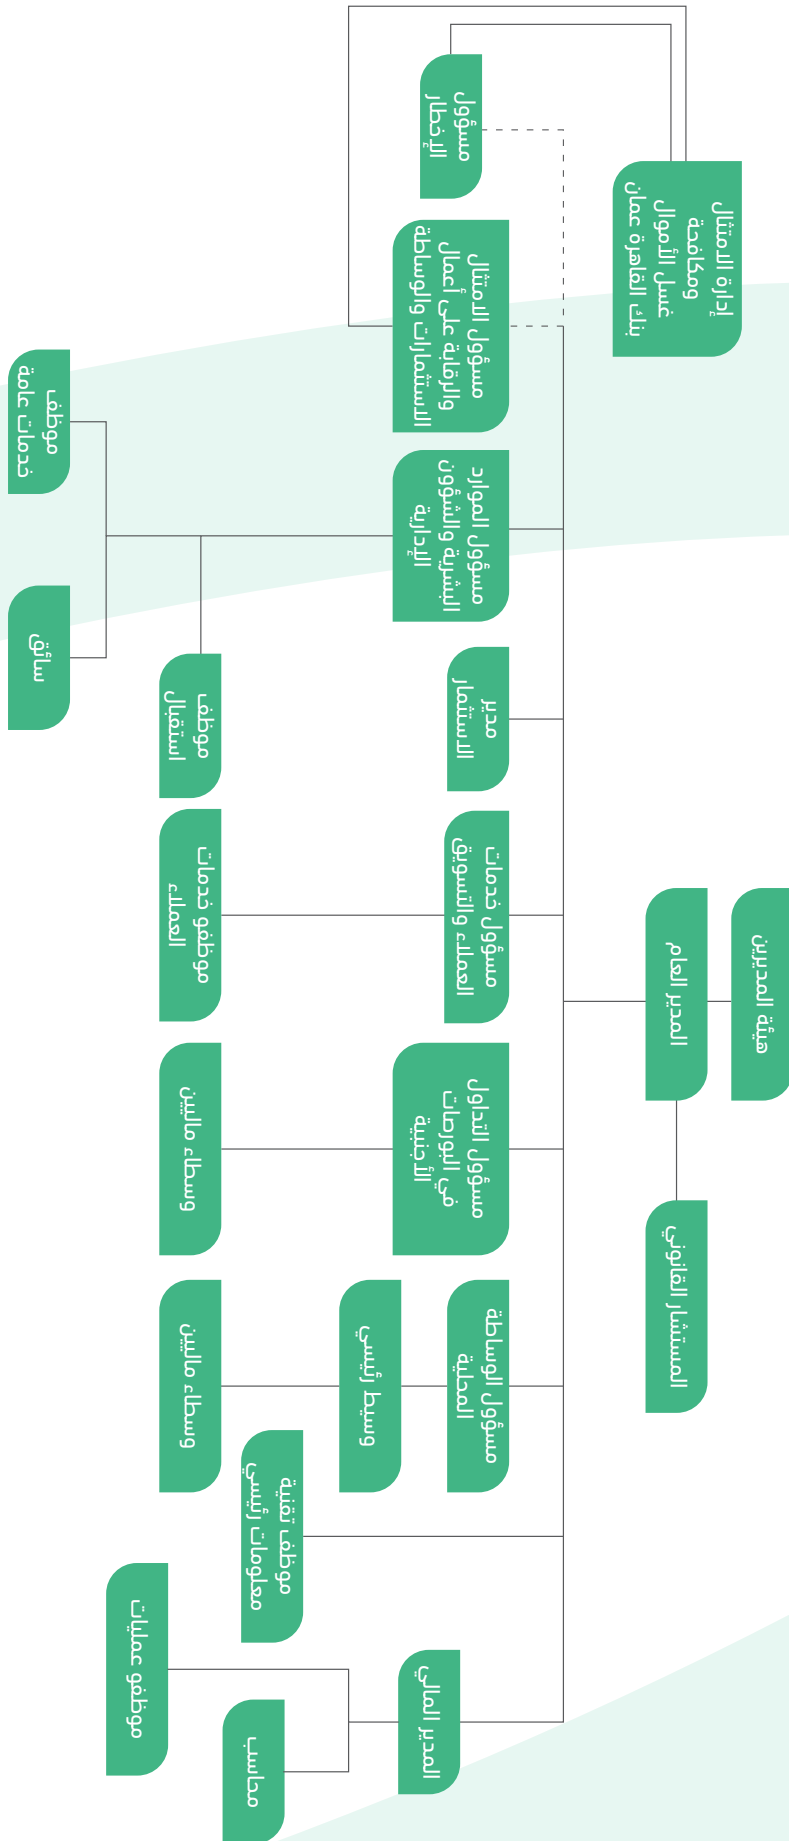 هيئة المديرين
المدير العام
المستشار القانوني
إدارة الامتثال
ومكافحة
غسل الأموال
بنك القاهرة عمان
مسؤول
الإخطار
مسؤول الامتثال
والرقابة على أعمال
الاستثمارات والوساطة
مسؤول الموارد
البشرية والشؤون
الإدارية
مدير
الاستثمار
مسؤول خدمات
العملاء والتسويق
مسؤول التداول
في البورصات
الأجنبية
مسؤول الوساطة
المحلية
وسيط رئيسي
موظف تقنية
معلومات رئيسي
المدير المالي
موظف
خدمات عامة
سائق
موظف
استقبال
موظفو خدمات
العملاء
وسطاء ماليين
وسطاء ماليين
موظفو عمليات
محاسب